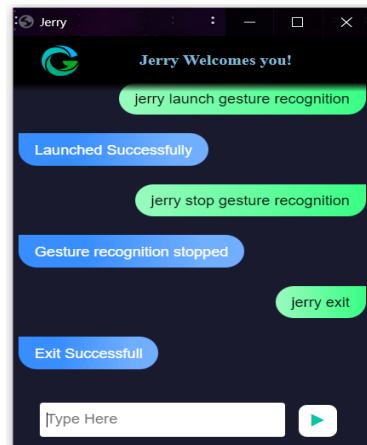 Jerry
Jerry Welcomes you!
jerry launch gesture recognition
Launched Successfully
jerry stop gesture recognition
Gesture recognition stopped
jerry exit
Exit Successfull
Type Here